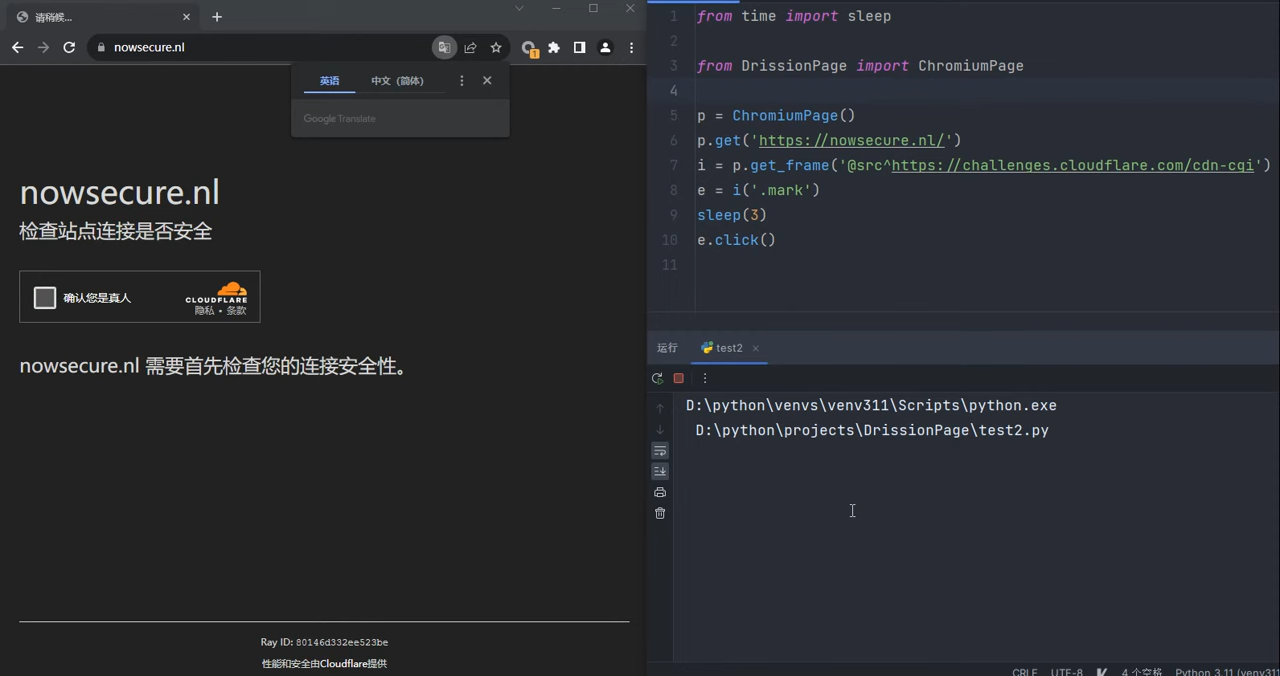 请稍候...
nowsecure.nl
1
英语 中文（简体）
Google Translate
nowsecure.nl
检查站点连接是否安全
确认您是真人
CLOUDFLARE
隐私 • 条款
nowsecure.nl 需要首先检查您的连接安全性。
Ray ID: 80146d332ee523be
性能和安全由Cloudflare提供
1 from time import sleep
2
3 from DrissionPage import ChromiumPage
4
5 p = ChromiumPage()
6 p.get('https://nowsecure.nl/')
7 i = p.get_frame('@src^https://challenges.cloudflare.com/cdn-cgi')
8 e = i('.mark')
9 sleep(3)
10 e.click()
11
运行 test2
D:\python\venvs\venv311\Scripts\python.exe
D:\python\projects\DrissionPage\test2.py
CRLF UTF-8 4 个空格 Python 3.11 (venv311